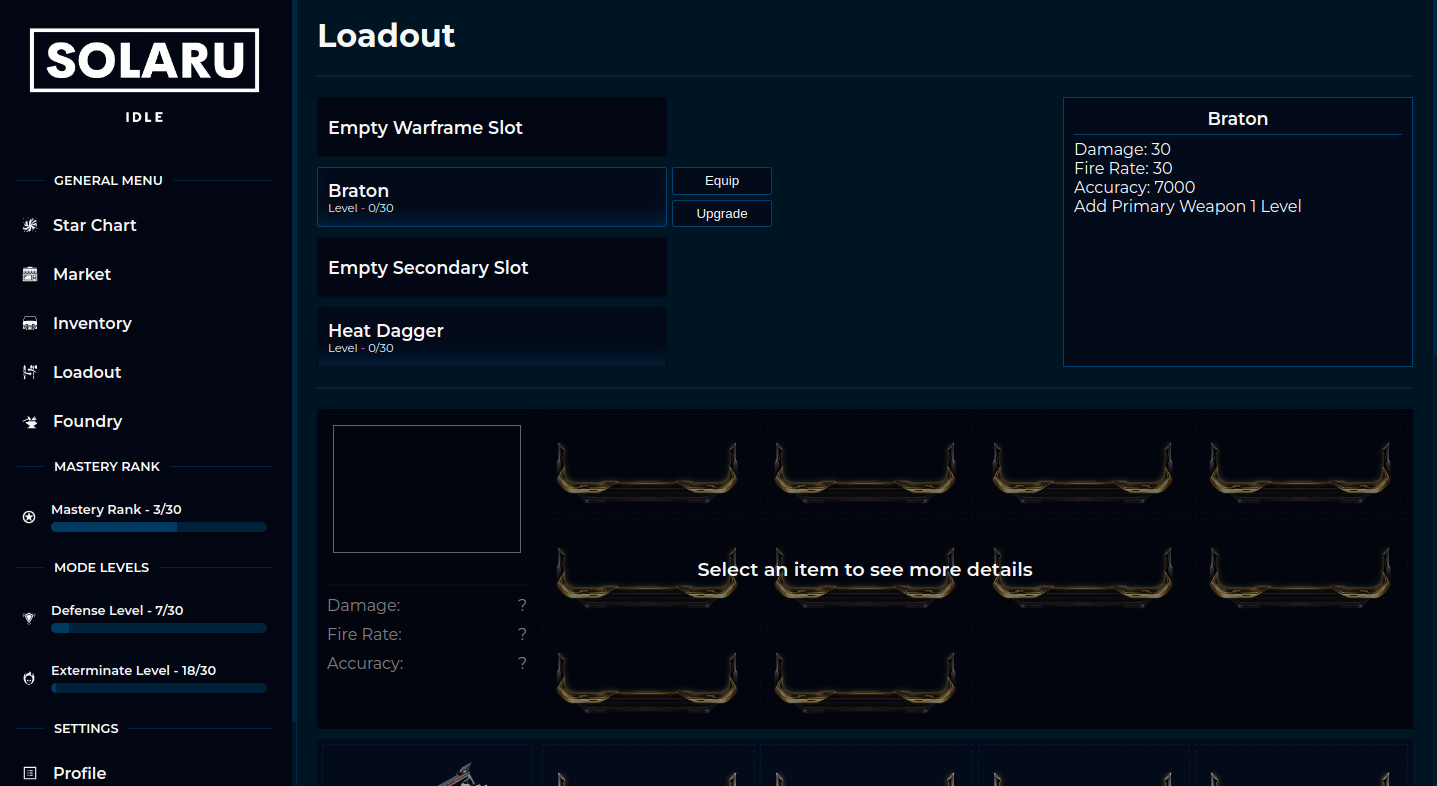 SOLARU
IDLE
GENERAL MENU
Star Chart
Market
Inventory
Loadout
Foundry
MASTERY RANK
Mastery Rank - 3/30
MODE LEVELS
Defense Level - 7/30
Exterminate Level - 18/30
SETTINGS
Profile
Loadout
Empty Warframe Slot
Braton
Level - 0/30
Equip
Upgrade
Empty Secondary Slot
Heat Dagger
Level - 0/30
Braton
Damage: 30
Fire Rate: 30
Accuracy: 7000
Add Primary Weapon 1 Level
Select an item to see more details
Damage: ?
Fire Rate: ?
Accuracy: ?